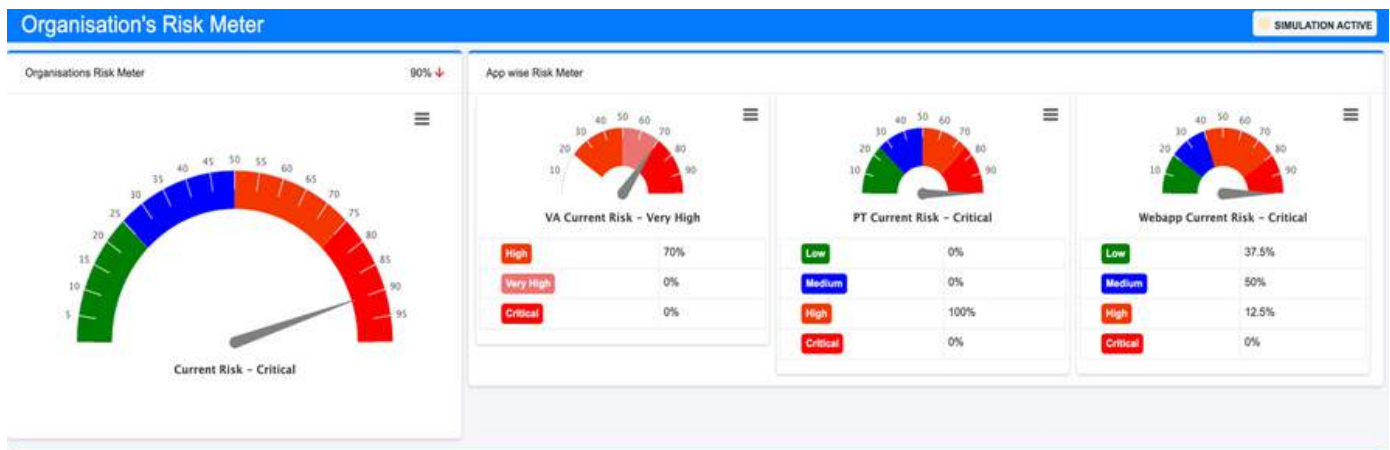 Organisation's Risk Meter
SIMULATION ACTIVE
Organisations Risk Meter
90%
5
10
15
20
25
30
35
40
45
50
55
60
65
70
75
80
85
90
95
Current Risk - Critical
App wise Risk Meter
10
20
30
40
50
60
70
80
90
VA Current Risk - Very High
High 70%
Very High 0%
Critical 0%
10
20
30
40
50
60
70
80
90
PT Current Risk - Critical
Low 0%
Medium 0%
High 100%
Critical 0%
10
20
30
40
50
60
70
80
90
Webapp Current Risk - Critical
Low 37.5%
Medium 50%
High 12.5%
Critical 0%